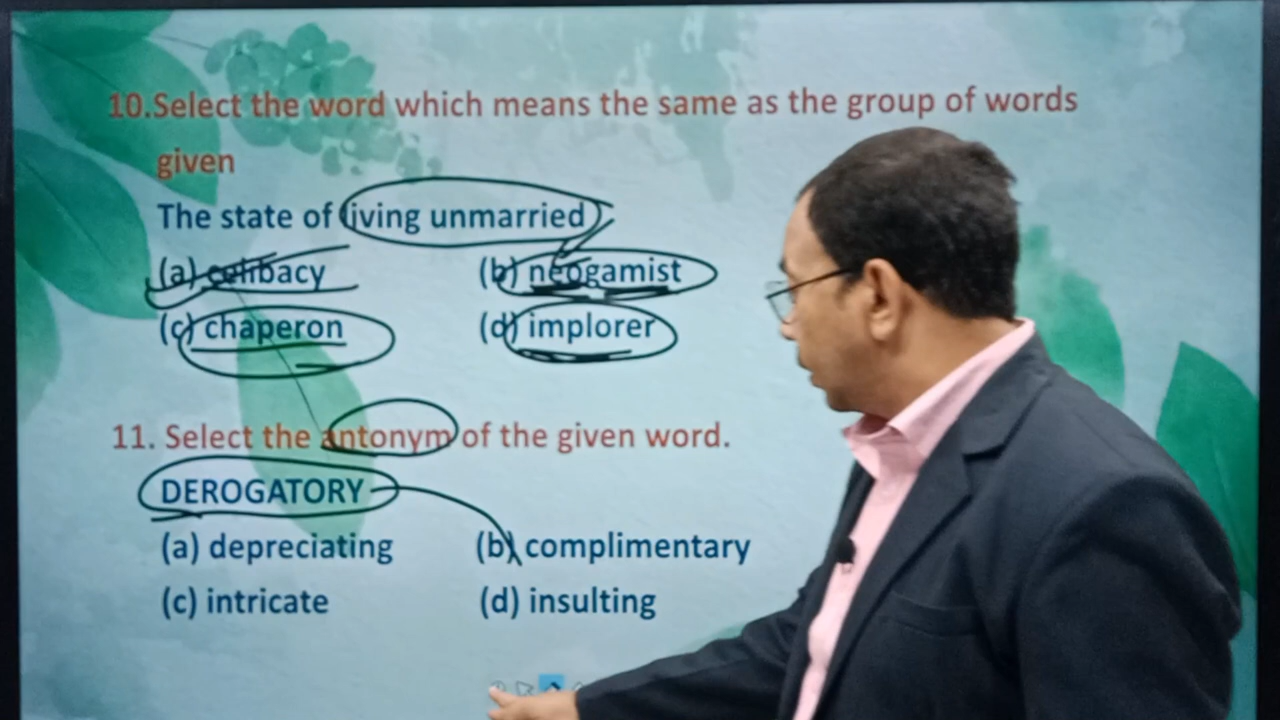 10.Select the word which means the same as the group of words
given
The state of living unmarried
(a) celibacy (b) neogamist
(c) chaperon (d) implorer
11. Select the antonym of the given word.
DEROGATORY
(a) depreciating (b) complimentary
(c) intricate (d) insulting